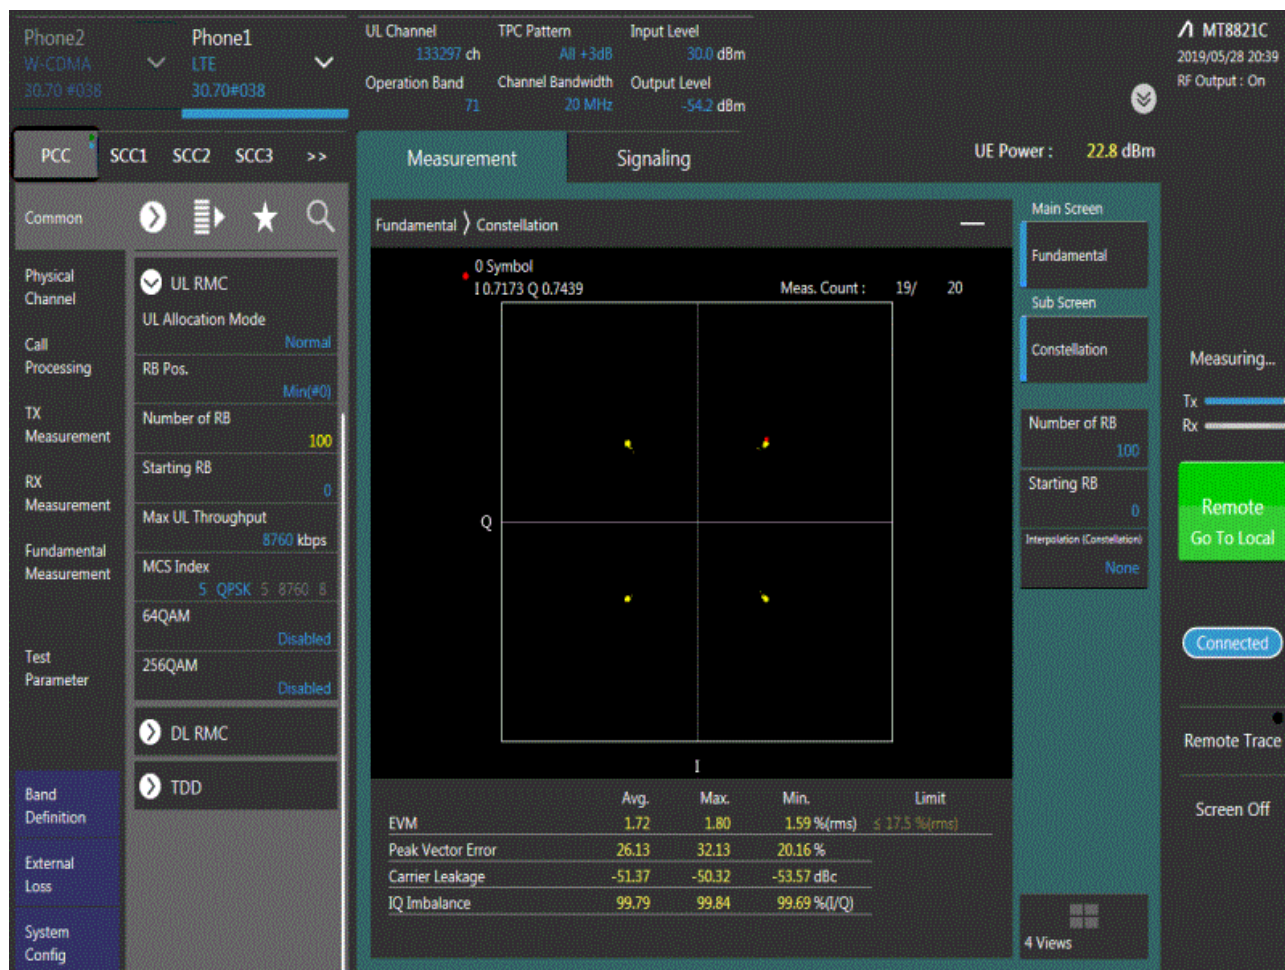 Phone2
W-CDMA
30.70 #038
Phone1
LTE
30.70#038
UL Channel
133297 ch
TPC Pattern
All +3dB
Input Level
30.0 dBm
Operation Band
71
Channel Bandwidth
20 MHz
Output Level
-54.2 dBm
MT8821C
2019/05/28 20:39
RF Output : On
PCC
SCC1
SCC2
SCC3
>>
Measurement
Signaling
UE Power :
22.8 dBm
Common
Physical
Channel
Call
Processing
TX
Measurement
RX
Measurement
Fundamental
Measurement
Test
Parameter
Band
Definition
External
Loss
System
Config
UL RMC
UL Allocation Mode
Normal
RB Pos.
Min(#0)
Number of RB
100
Starting RB
0
Max UL Throughput
8760 kbps
MCS Index
5 QPSK 5 8760 8
64QAM
Disabled
256QAM
Disabled
DL RMC
TDD
Fundamental 〉 Constellation
0 Symbol
I 0.7173 Q 0.7439
Meas. Count : 19/ 20
Q
I
Avg. Max. Min. Limit
EVM 1.72 1.80 1.59 %(rms) ≤ 17.5 %(rms)
Peak Vector Error 26.13 32.13 20.16 %
Carrier Leakage -51.37 -50.32 -53.57 dBc
IQ Imbalance 99.79 99.84 99.69 %(I/Q)
Main Screen
Fundamental
Sub Screen
Constellation
Number of RB
100
Starting RB
0
Interpolation (Constellation)
None
4 Views
Measuring...
Tx
Rx
Remote
Go To Local
Connected
Remote Trace
Screen Off